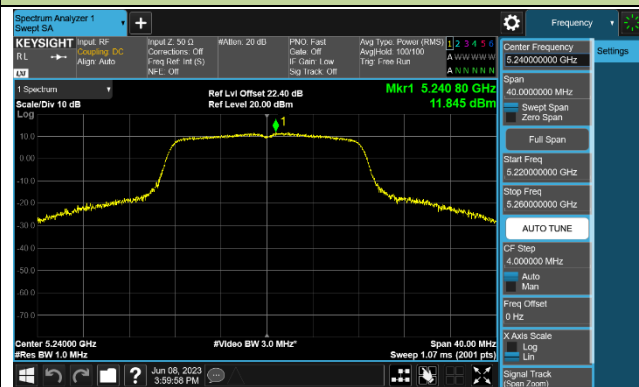 Spectrum Analyzer 1
Swept SA
Frequency
KEYSIGHT
RL
LXI
Input: RF
Coupling: DC
Align: Auto
Input Z: 50 Ω
Corrections: Off
Freq Ref: Int (S)
NFE: Off
#Atten: 20 dB
PNO: Fast
Gate: Off
IF Gain: Low
Sig Track: Off
Avg Type: Power (RMS)
Avg|Hold: 100/100
Trig: Free Run
1 2 3 4 5 6
A W W W W W
A N N N N N
1 Spectrum
Scale/Div 10 dB
Log
Ref Lvl Offset 22.40 dB
Ref Level 20.00 dBm
Mkr1 5.240 80 GHz
11.845 dBm
1
10.0
0.00
-10.0
-20.0
-30.0
-40.0
-50.0
-60.0
-70.0
Center 5.24000 GHz
#Res BW 1.0 MHz
#Video BW 3.0 MHz*
Span 40.00 MHz
Sweep 1.07 ms (2001 pts)
Jun 08, 2023
3:59:58 PM
Center Frequency
5.240000000 GHz
Settings
Span
40.0000000 MHz
Swept Span
Zero Span
Full Span
Start Freq
5.220000000 GHz
Stop Freq
5.260000000 GHz
AUTO TUNE
CF Step
4.000000 MHz
Auto
Man
Freq Offset
0 Hz
X Axis Scale
Log
Lin
Signal Track
(Span Zoom)